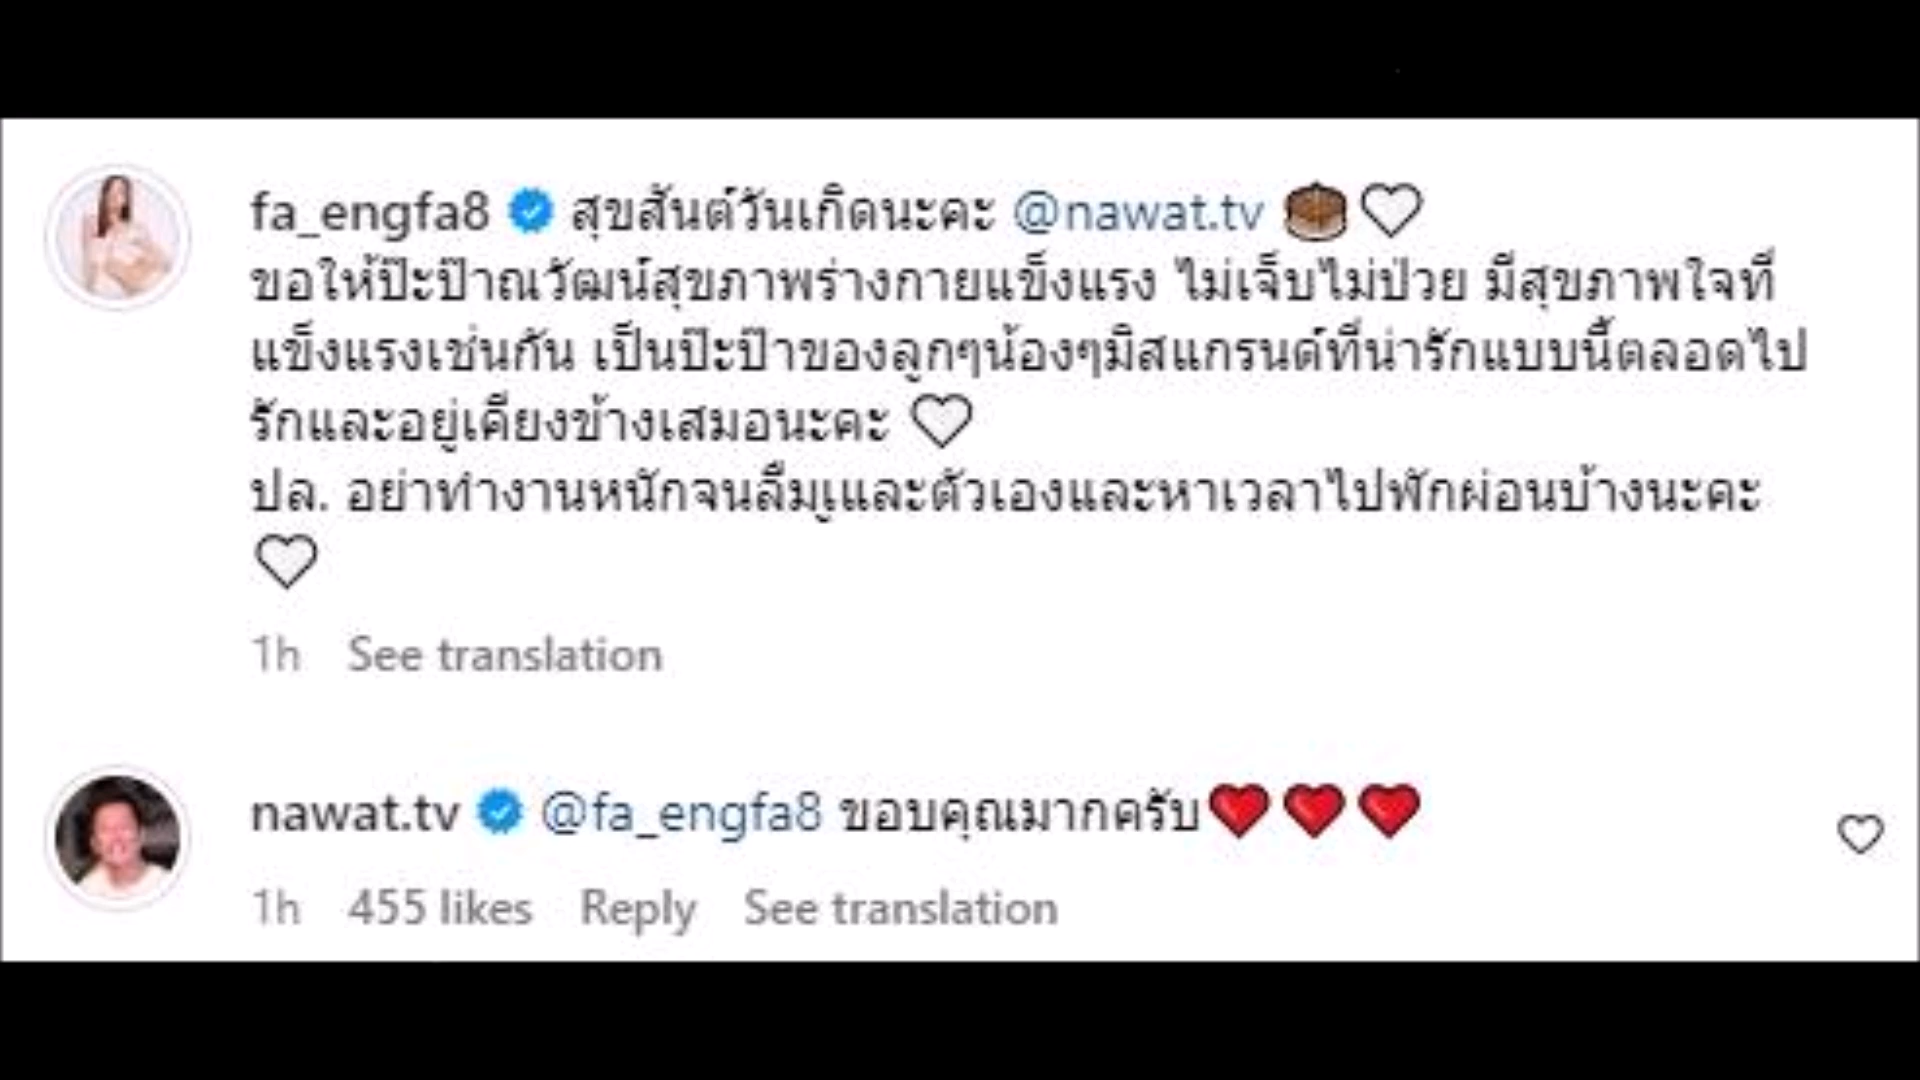 fa_engfa8 สุขสันต์วันเกิดนะคะ @nawat.tv 🎂🤍
ขอให้ป๊ะป๊าณวัฒน์สุขภาพร่างกายแข็งแรง ไม่เจ็บไม่ป่วย มีสุขภาพใจที่
แข็งแรงเช่นกัน เป็นป๊ะป๊าของลูกๆน้องๆมิสแกรนด์ที่น่ารักแบบนี้ตลอดไป
รักและอยู่เคียงข้างเสมอนะคะ 🤍
ปล. อย่าทำงานหนักจนลืมเูแลตัวเองและหาเวลาไปพักผ่อนบ้างนะคะ
🤍
1h See translation
nawat.tv @fa_engfa8 ขอบคุณมากครับ❤️❤️❤️
1h 455 likes Reply See translation